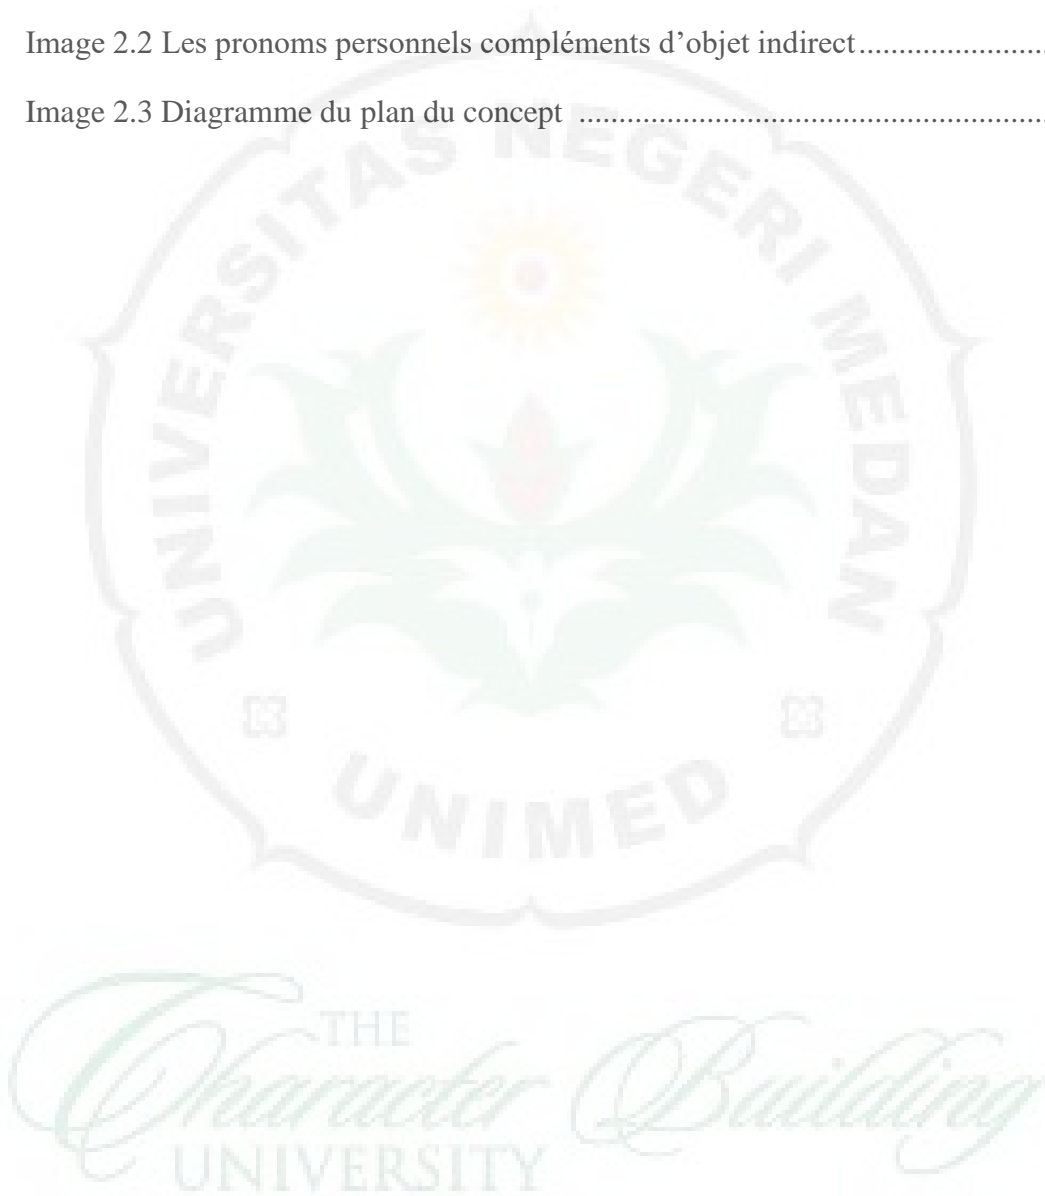 Image 2.2 Les pronoms personnels compléments d’objet indirect.......................
Image 2.3 Diagramme du plan du concept ..........................................................
UNIVERSITAS NEGERI MEDAN
UNIMED
THE
Character Building
UNIVERSITY